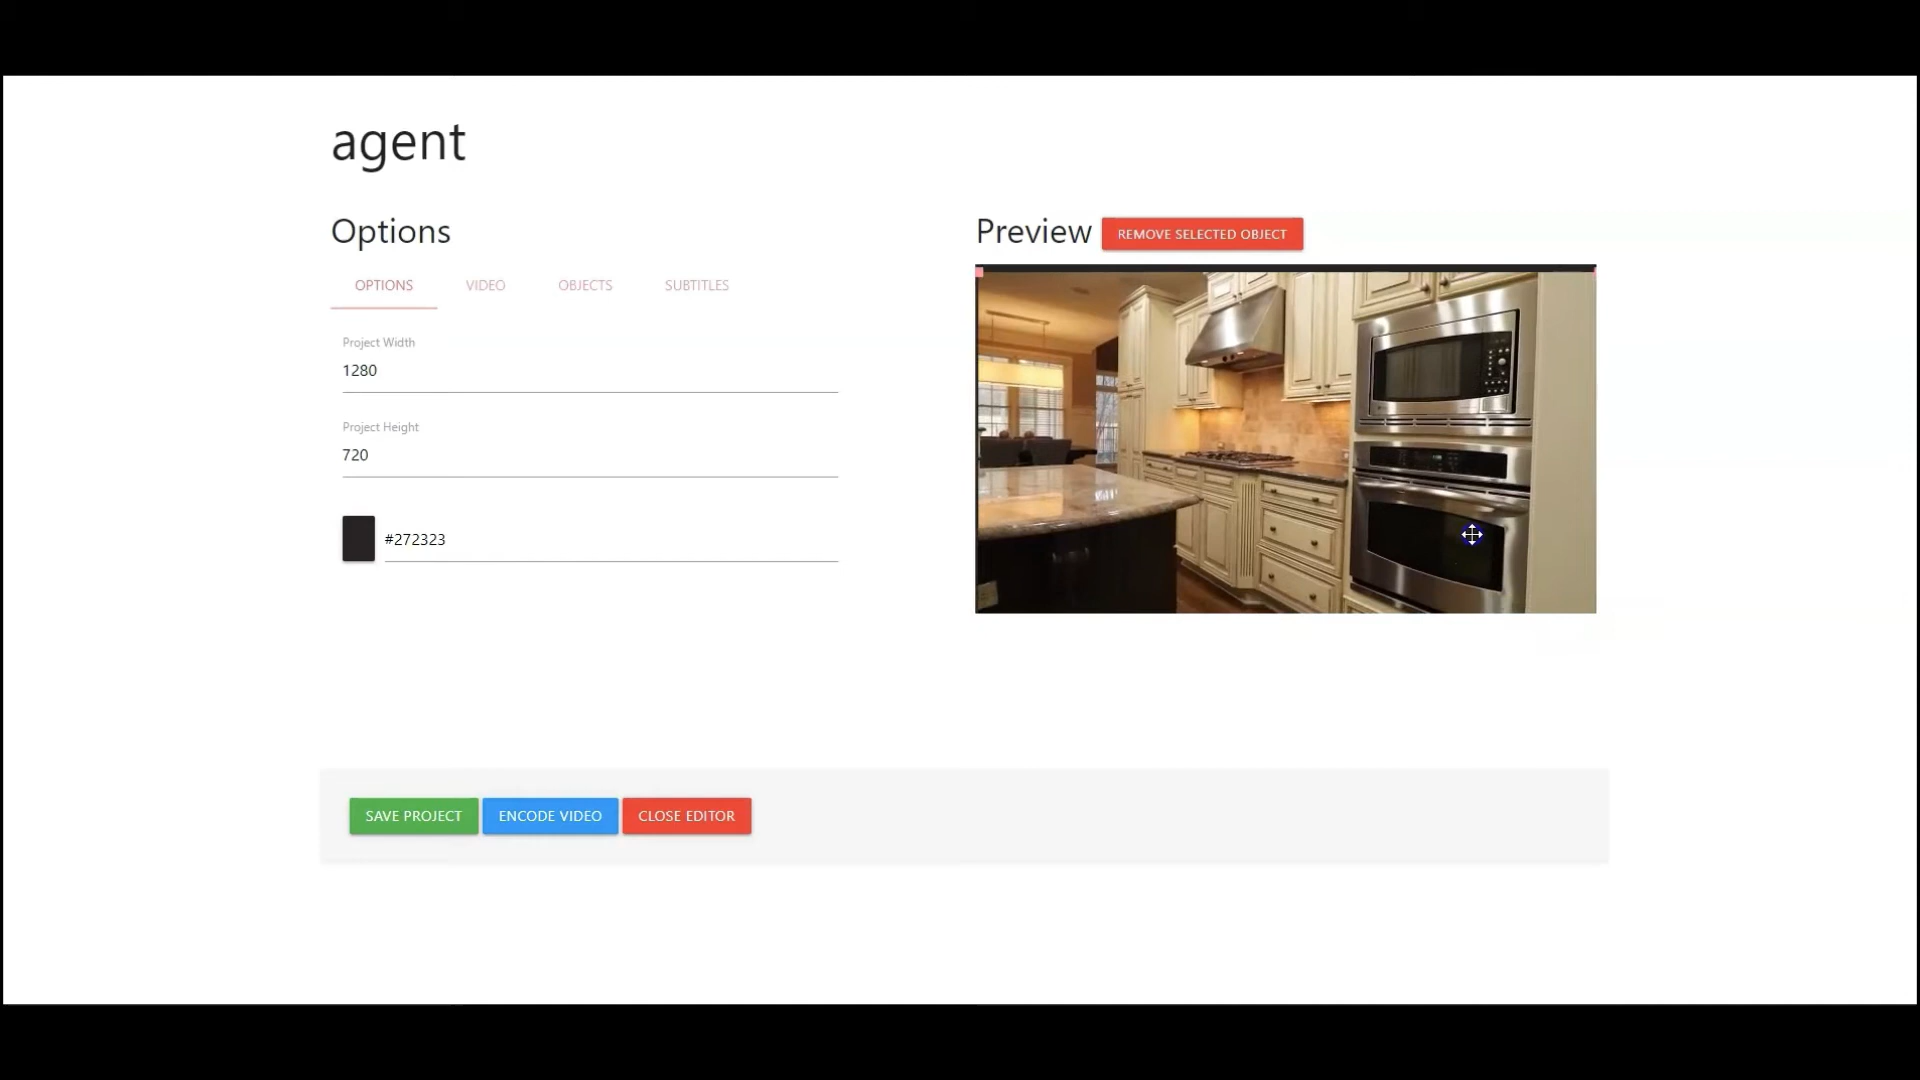 agent
Options
OPTIONS VIDEO OBJECTS SUBTITLES
Project Width
1280
Project Height
720
#272323
Preview REMOVE SELECTED OBJECT
SAVE PROJECT ENCODE VIDEO CLOSE EDITOR